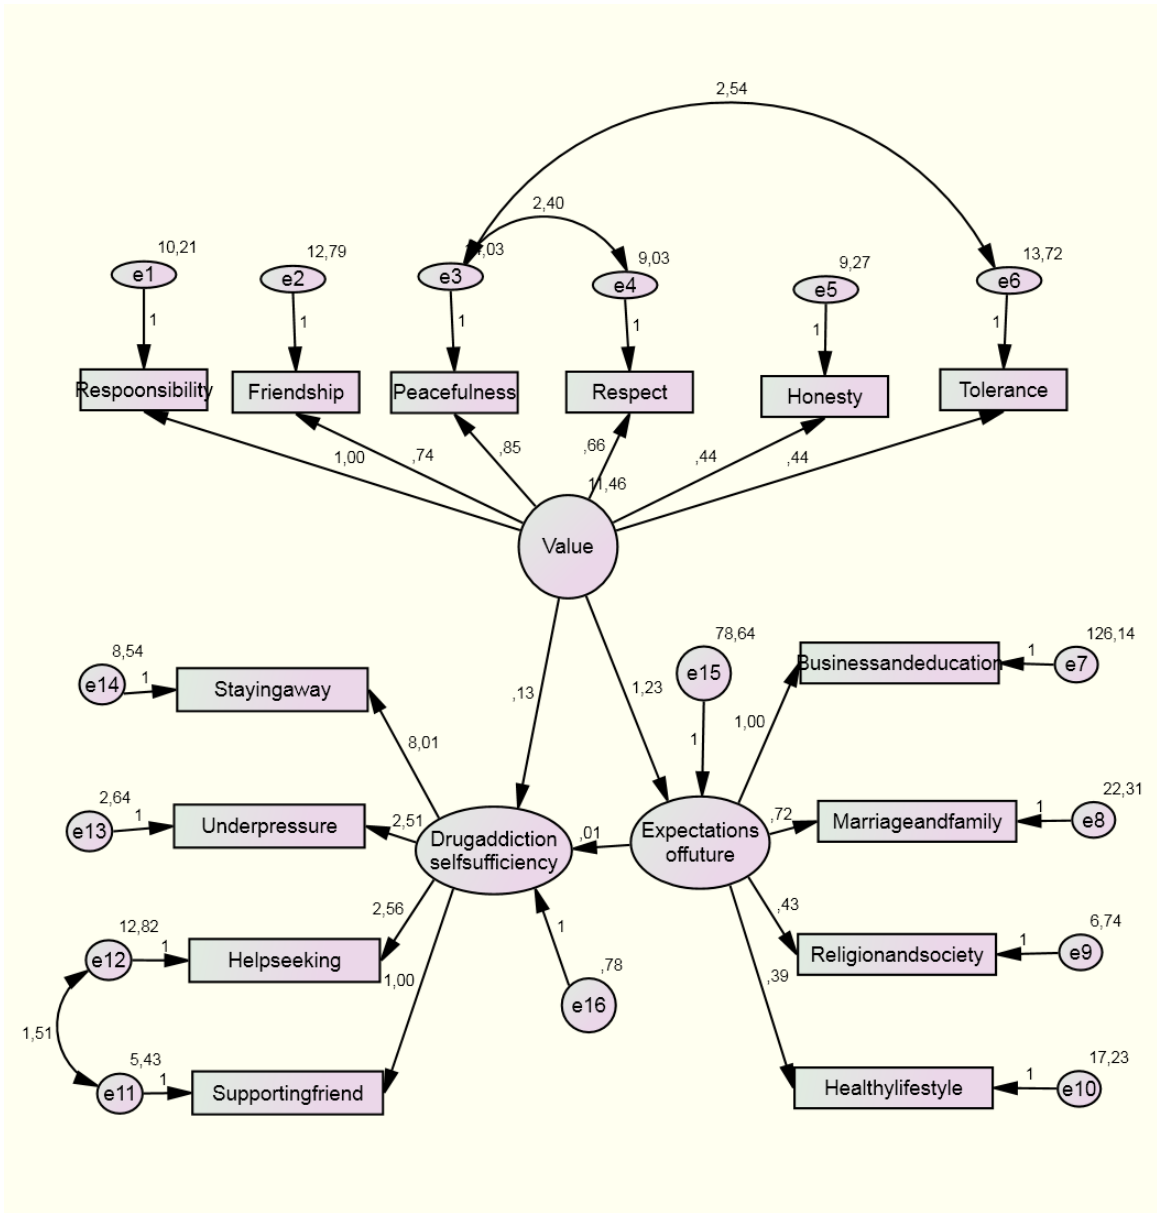 2,54
2,40
10,21
12,79
9,03
9,27
13,72
e1
e2
e3
e4
e5
e6
1
1
1
1
1
1
Respoonsibility
Friendship
Peacefulness
Respect
Honesty
Tolerance
1,00
,74
,85
,66
,44
,44
11,46
Value
,13
1,23
8,54
e14
1
Stayingaway
8,01
78,64
e15
1
126,14
e7
1
Businessandeducation
1,00
2,64
e13
1
Underpressure
2,51
Drugaddiction
selfsufficiency
,01
Expectations
offuture
,72
Marriageandfamily
1
22,31
e8
12,82
e12
1
Helpseeking
2,56
1
,78
e16
,43
Religionandsociety
1
6,74
e9
1,51
5,43
e11
1
Supportingfriend
1,00
,39
Healthylifestyle
1
17,23
e10